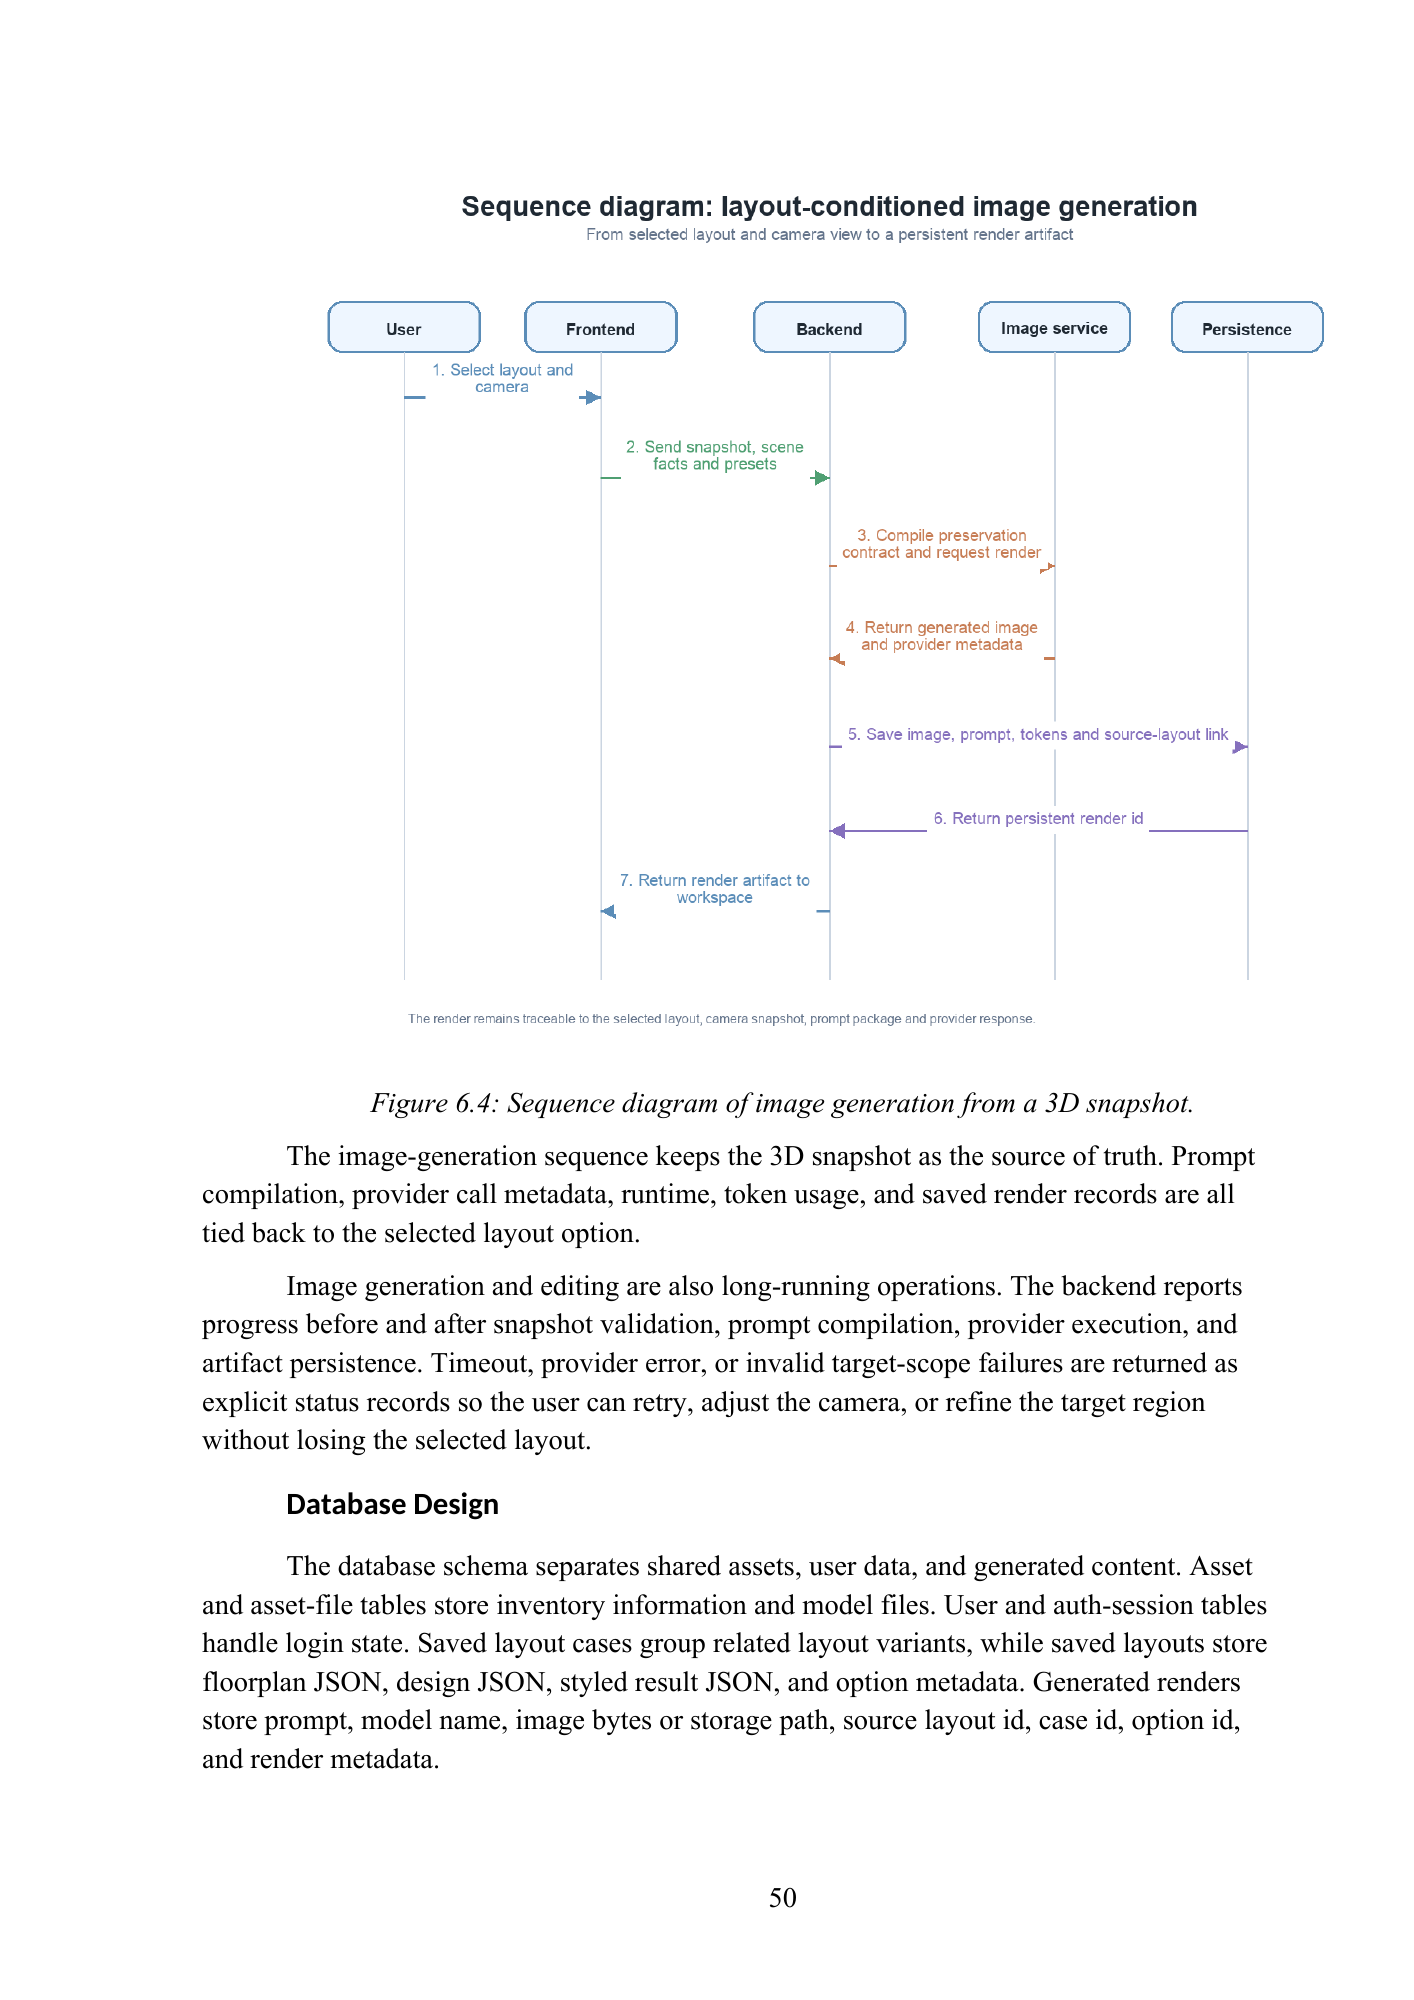 Sequence diagram: layout-conditioned image generation
From selected layout and camera view to a persistent render artifact
User
Frontend
Backend
Image service
Persistence
1. Select layout and
camera
2. Send snapshot, scene
facts and presets
3. Compile preservation
contract and request render
4. Return generated image
and provider metadata
5. Save image, prompt, tokens and source-layout link
6. Return persistent render id
7. Return render artifact to
workspace
The render remains traceable to the selected layout, camera snapshot, prompt package and provider response.
Figure 6.4: Sequence diagram of image generation from a 3D snapshot.
The image-generation sequence keeps the 3D snapshot as the source of truth. Prompt
compilation, provider call metadata, runtime, token usage, and saved render records are all
tied back to the selected layout option.
Image generation and editing are also long-running operations. The backend reports
progress before and after snapshot validation, prompt compilation, provider execution, and
artifact persistence. Timeout, provider error, or invalid target-scope failures are returned as
explicit status records so the user can retry, adjust the camera, or refine the target region
without losing the selected layout.
Database Design
The database schema separates shared assets, user data, and generated content. Asset
and asset-file tables store inventory information and model files. User and auth-session tables
handle login state. Saved layout cases group related layout variants, while saved layouts store
floorplan JSON, design JSON, styled result JSON, and option metadata. Generated renders
store prompt, model name, image bytes or storage path, source layout id, case id, option id,
and render metadata.
50